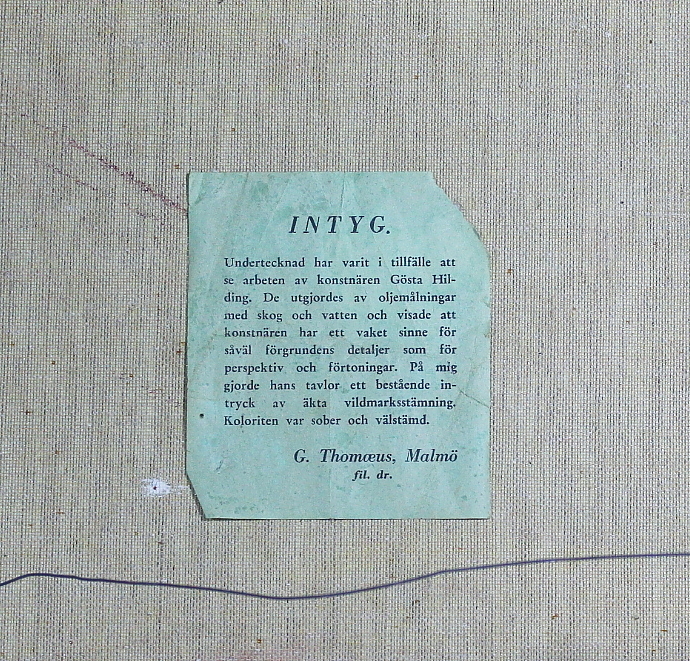 INTYG.
Undertecknad har varit i tillfälle att
se arbeten av konstnären Gösta Hil-
ding. De utgjordes av oljemålningar
med skog och vatten och visade att
konstnären har ett vaket sinne för
såväl förgrundens detaljer som för
perspektiv och förtoningar. På mig
gjorde hans tavlor ett bestående in-
tryck av äkta vildmarksstämning.
Koloriten var sober och välstämd.
G. Thomæus, Malmö
fil. dr.